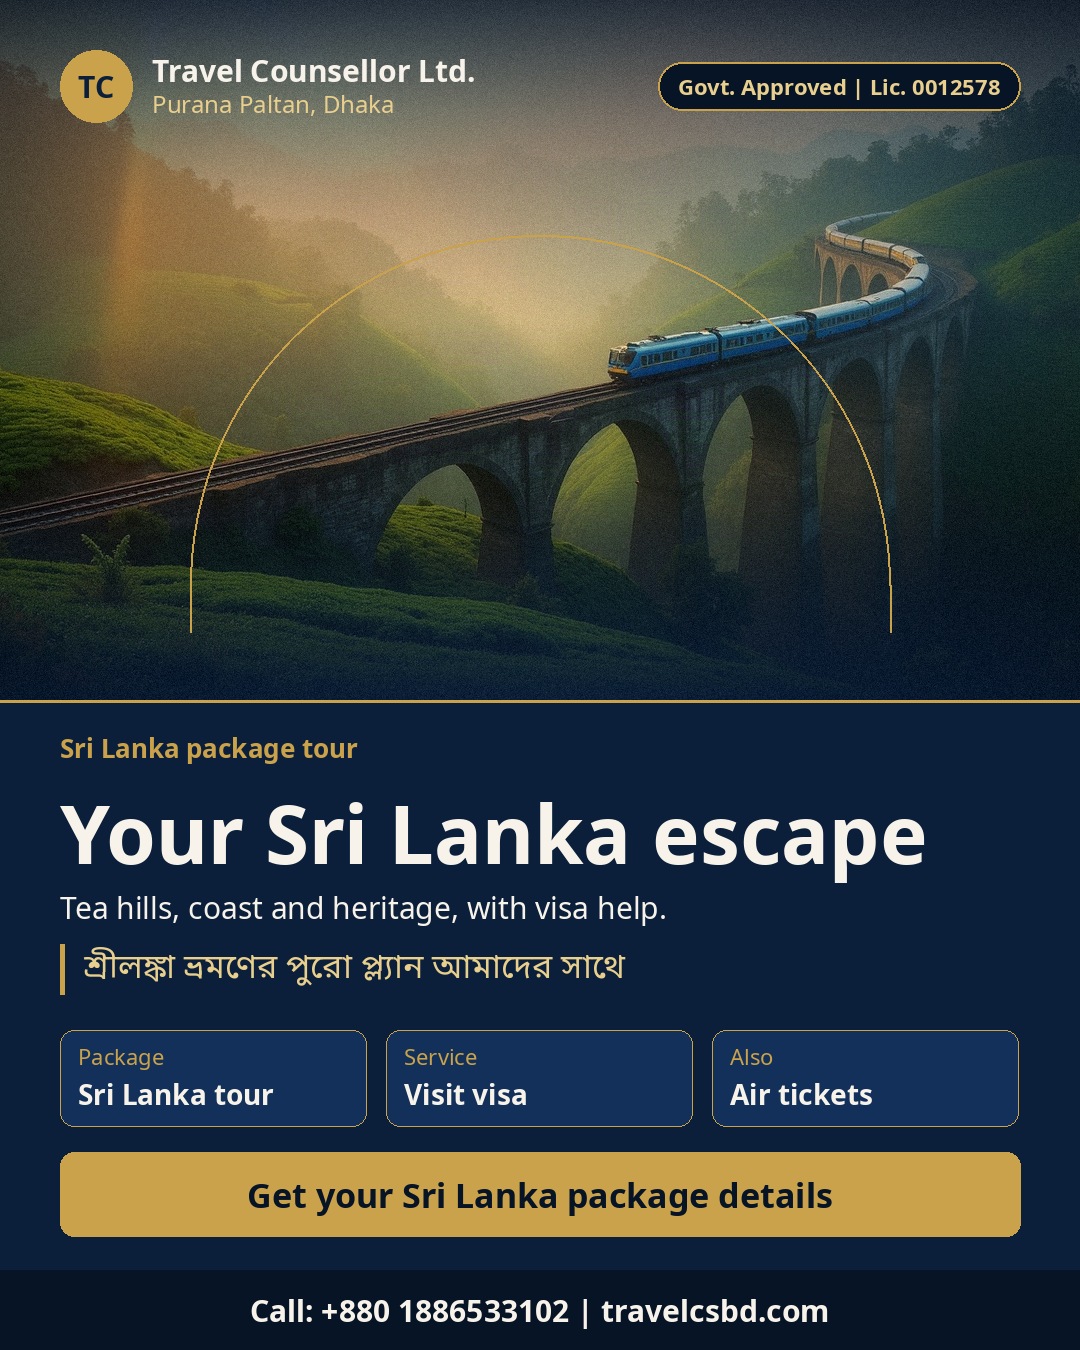 TC
Travel Counsellor Ltd.
Purana Paltan, Dhaka
Govt. Approved | Lic. 0012578
Sri Lanka package tour
Your Sri Lanka escape
Tea hills, coast and heritage, with visa help.
শ্রীলঙ্কা ভ্রমণের পুরো প্ল্যান আমাদের সাথে
Package
Sri Lanka tour
Service
Visit visa
Also
Air tickets
Get your Sri Lanka package details
Call: +880 1886533102 | travelcsbd.com